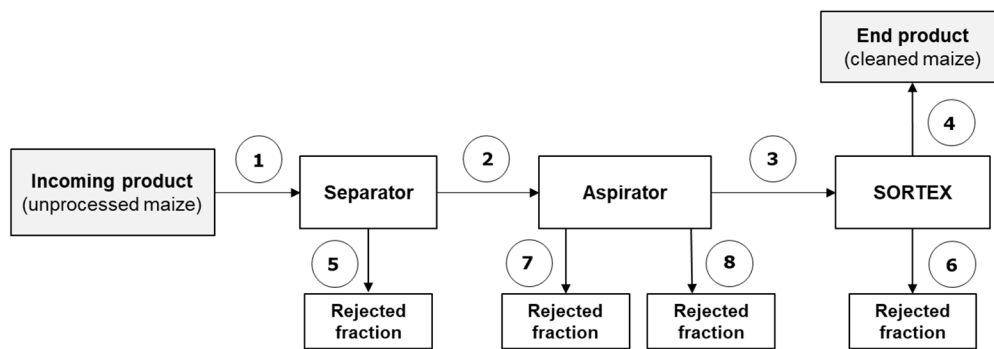 End product
(cleaned maize)
4
1
2
3
Incoming product
(unprocessed maize)
Separator
Aspirator
SORTEX
5
7
8
6
Rejected
fraction
Rejected
fraction
Rejected
fraction
Rejected
fraction